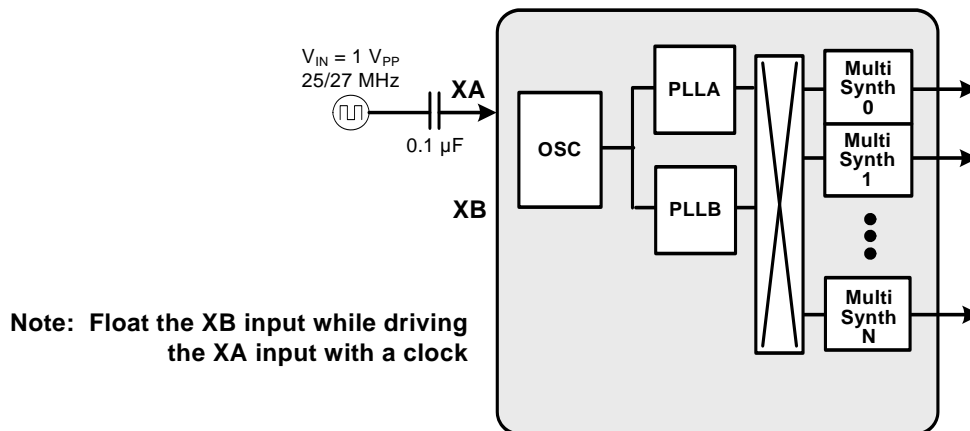 V_IN = 1 V_PP
25/27 MHz
XA
0.1 µF
XB
OSC
PLLA
PLLB
Multi
Synth
0
Multi
Synth
1
Multi
Synth
N
Note: Float the XB input while driving
the XA input with a clock